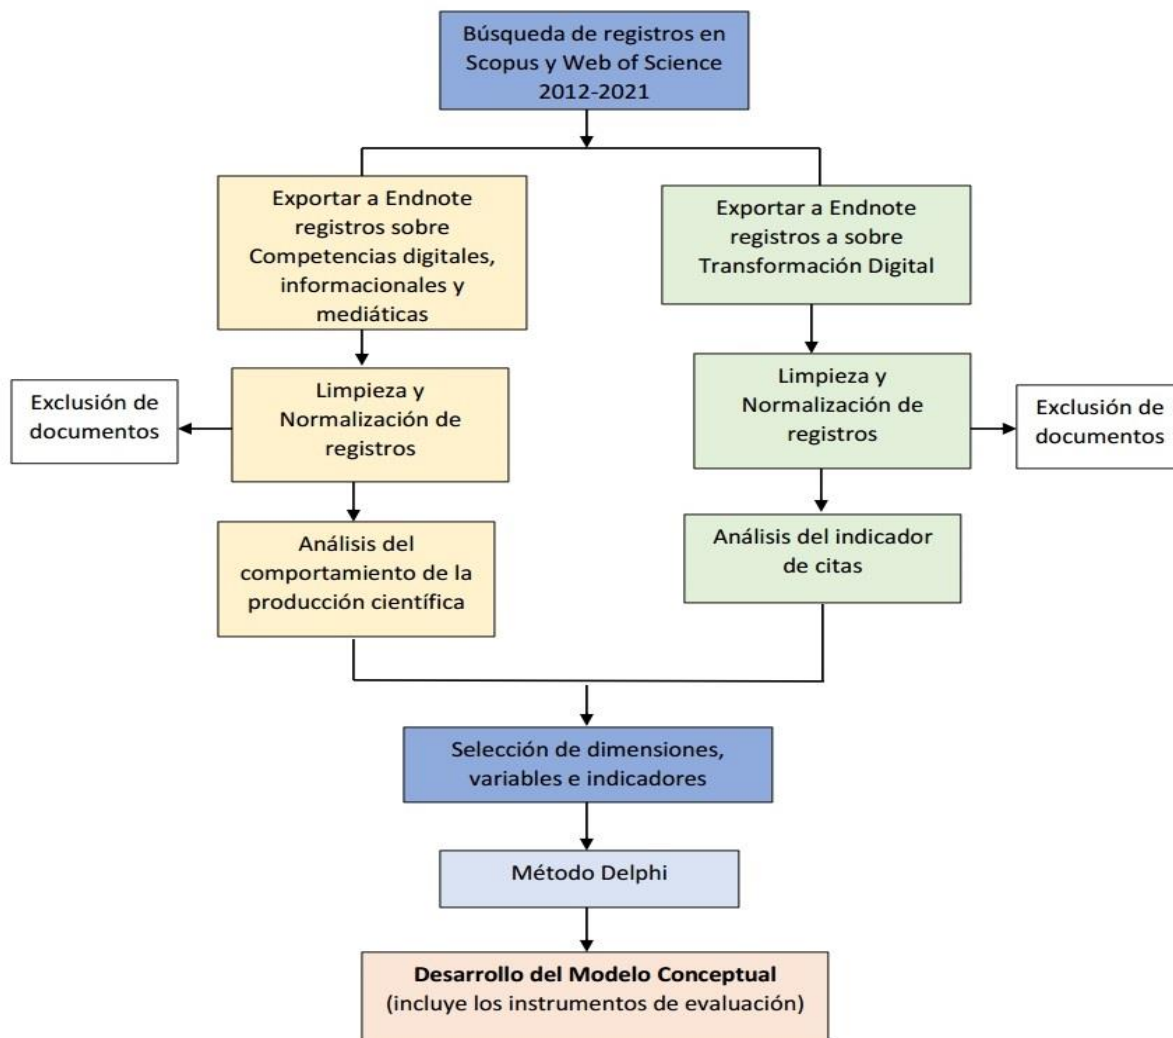 Búsqueda de registros en
Scopus y Web of Science
2012-2021
Exportar a Endnote
registros sobre
Competencias digitales,
informacionales y
mediáticas
Exportar a Endnote
registros a sobre
Transformación Digital
Exclusión de
documentos
Limpieza y
Normalización de
registros
Limpieza y
Normalización de
registros
Exclusión de
documentos
Análisis del
comportamiento de la
producción científica
Análisis del indicador
de citas
Selección de dimensiones,
variables e indicadores
Método Delphi
Desarrollo del Modelo Conceptual
(incluye los instrumentos de evaluación)